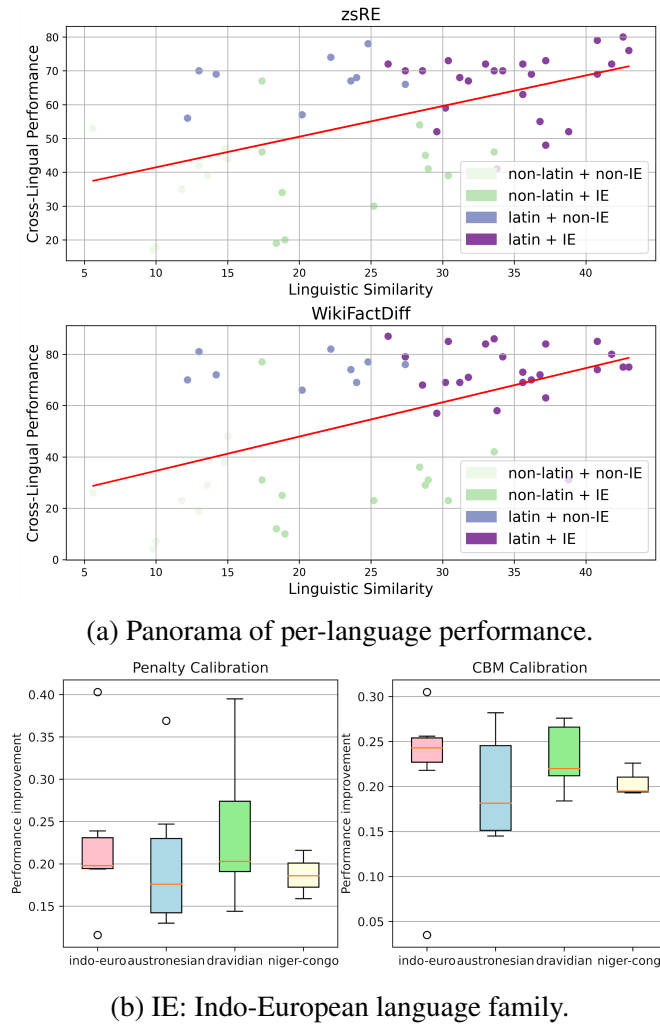 zsRE
Cross-Lingual Performance
80
70
60
50
40
30
20
non-latin + non-IE
non-latin + IE
latin + non-IE
latin + IE
5 10 15 20 25 30 35 40
Linguistic Similarity
WikiFactDiff
Cross-Lingual Performance
80
60
40
20
0
non-latin + non-IE
non-latin + IE
latin + non-IE
latin + IE
5 10 15 20 25 30 35 40
Linguistic Similarity
(a) Panorama of per-language performance.
Penalty Calibration
Performance improvement
0.40
0.35
0.30
0.25
0.20
0.15
indo-euro austronesian dravidian niger-congo
CBM Calibration
Performance improvement
0.30
0.25
0.20
0.15
0.10
0.05
indo-euro austronesian dravidian niger-cong
(b) IE: Indo-European language family.